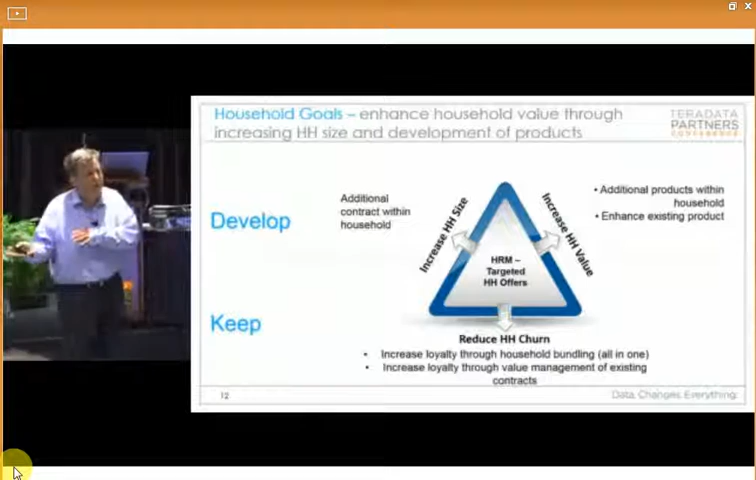 Household Goals – enhance household value through
increasing HH size and development of products
TERADATA
PARTNERS
CONFERENCE
Develop
Additional
contract within
household
Increase HH Size
Increase HH Value
• Additional products within
household
• Enhance existing product
HRM –
Targeted
HH Offers
Keep
Reduce HH Churn
• Increase loyalty through household bundling (all in one)
• Increase loyalty through value management of existing
contracts
12
Data. Changes. Everything.